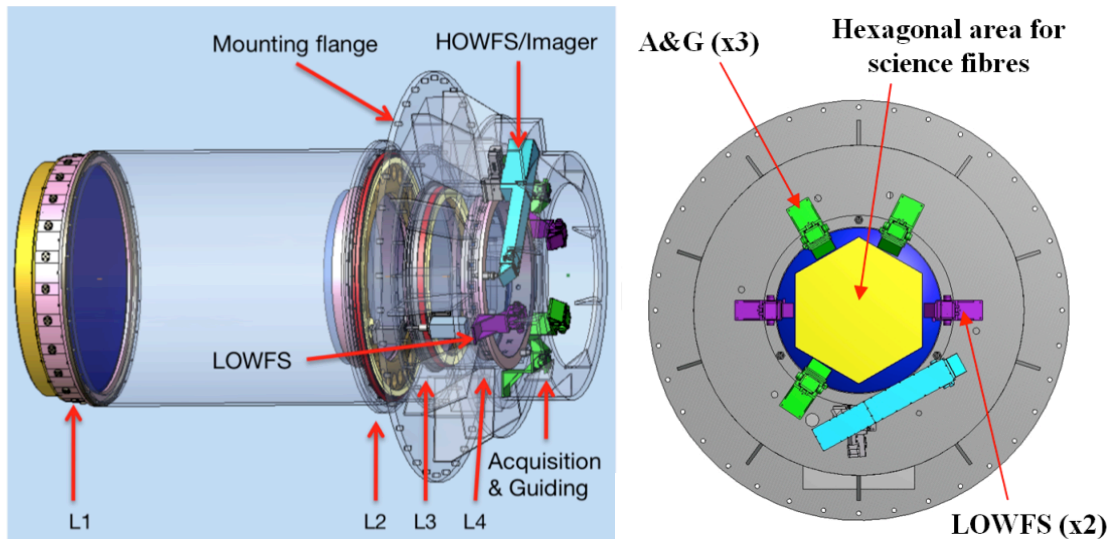 Mounting flange
HOWFS/Imager
LOWFS
Acquisition
& Guiding
L1
L2
L3
L4
A&G (x3)
Hexagonal area for
science fibres
LOWFS (x2)